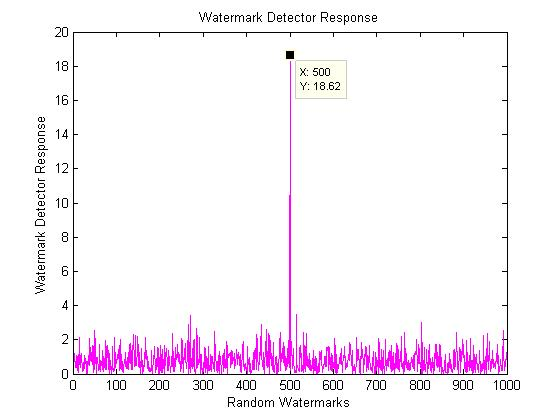 Watermark Detector Response
20
18
16
14
12
10
8
6
4
2
0
Watermark Detector Response
X: 500
Y: 18.62
0 100 200 300 400 500 600 700 800 900 1000
Random Watermarks